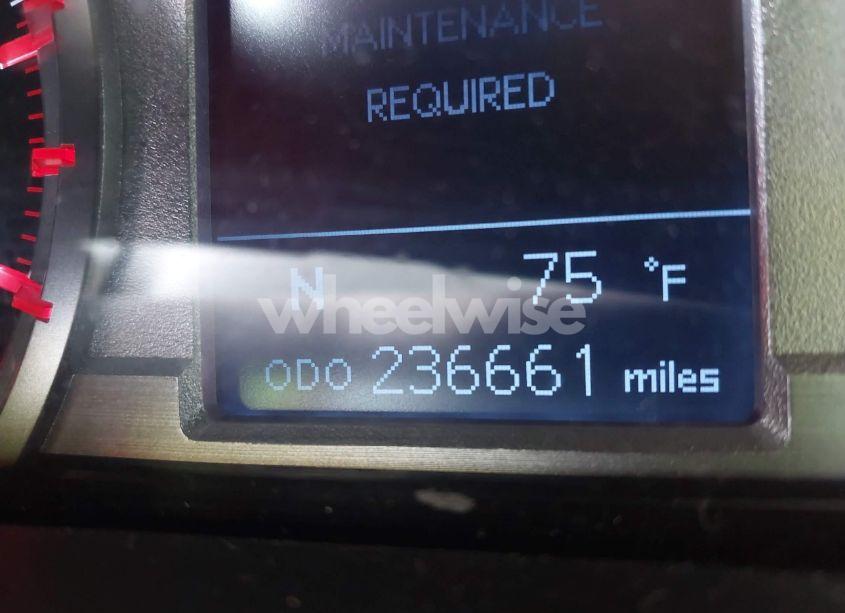 MAINTENANCE
REQUIRED
N 75 °F
wheelwise
ODO 236661 miles